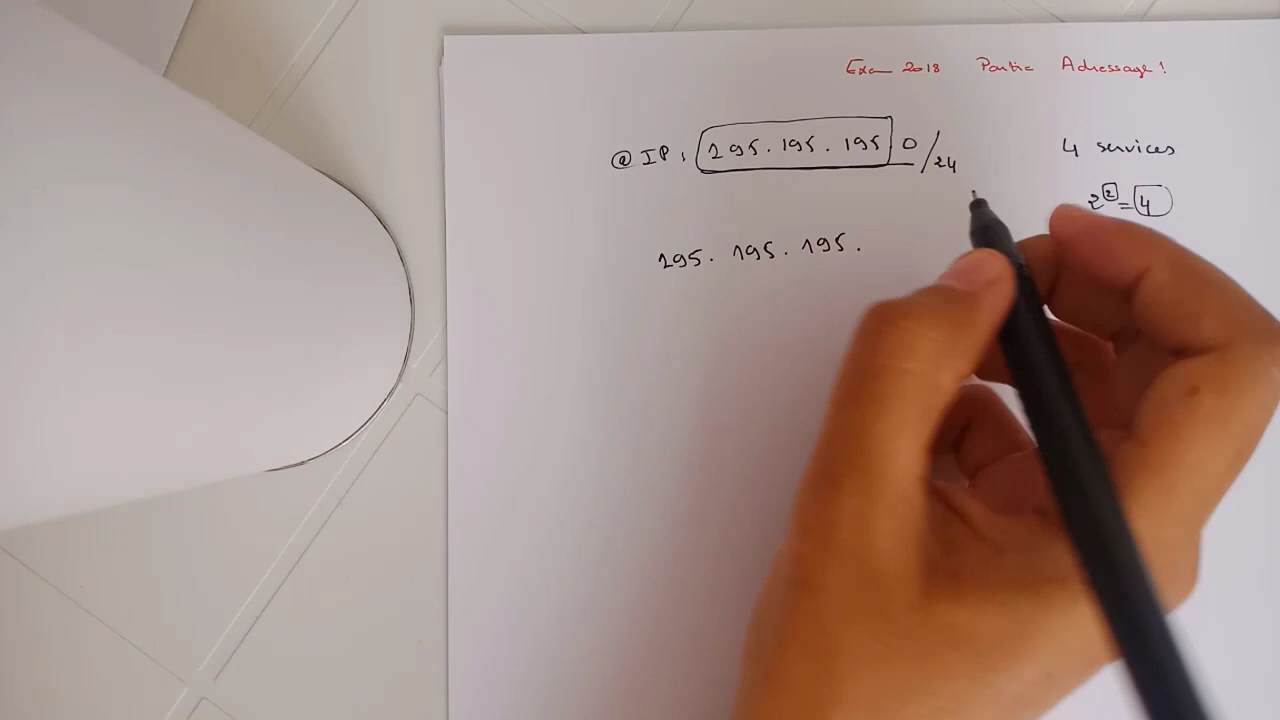 Exa 2018 Partie Adressage!
@ IP: 195.195.195 0/24
4 services
2² = 4
195. 195. 195.